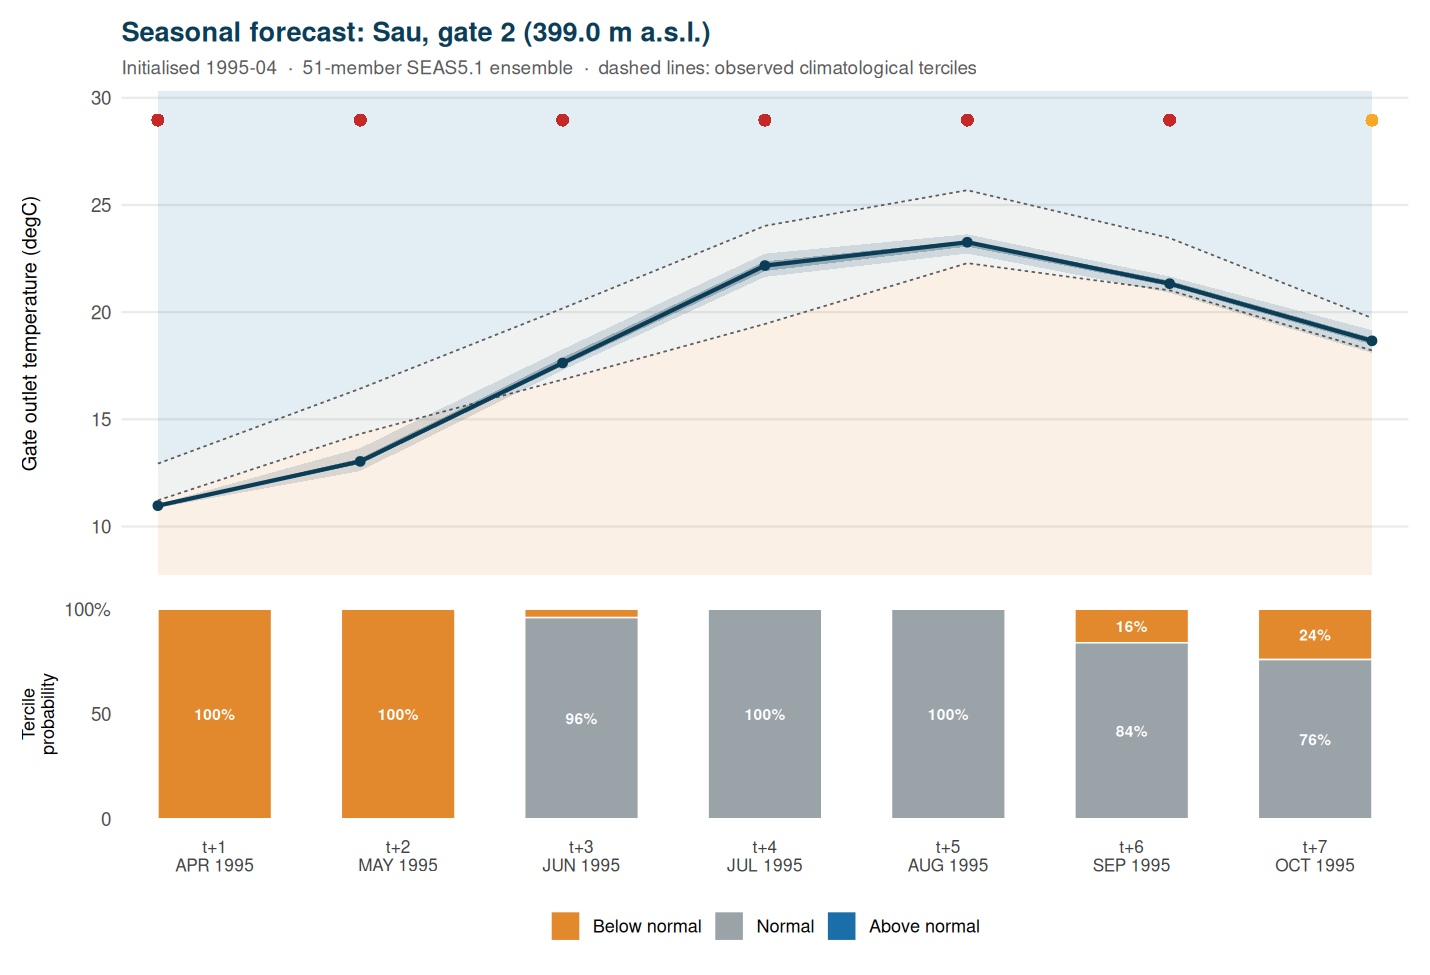 Seasonal forecast: Sau, gate 2 (399.0 m a.s.l.)
Initialised 1995-04 · 51-member SEAS5.1 ensemble · dashed lines: observed climatological terciles
Gate outlet temperature (degC)
30
25
20
15
10
Tercile
probability
100%
50
0
100%
100%
96%
100%
100%
16%
84%
24%
76%
t+1
APR 1995
t+2
MAY 1995
t+3
JUN 1995
t+4
JUL 1995
t+5
AUG 1995
t+6
SEP 1995
t+7
OCT 1995
Below normal
Normal
Above normal